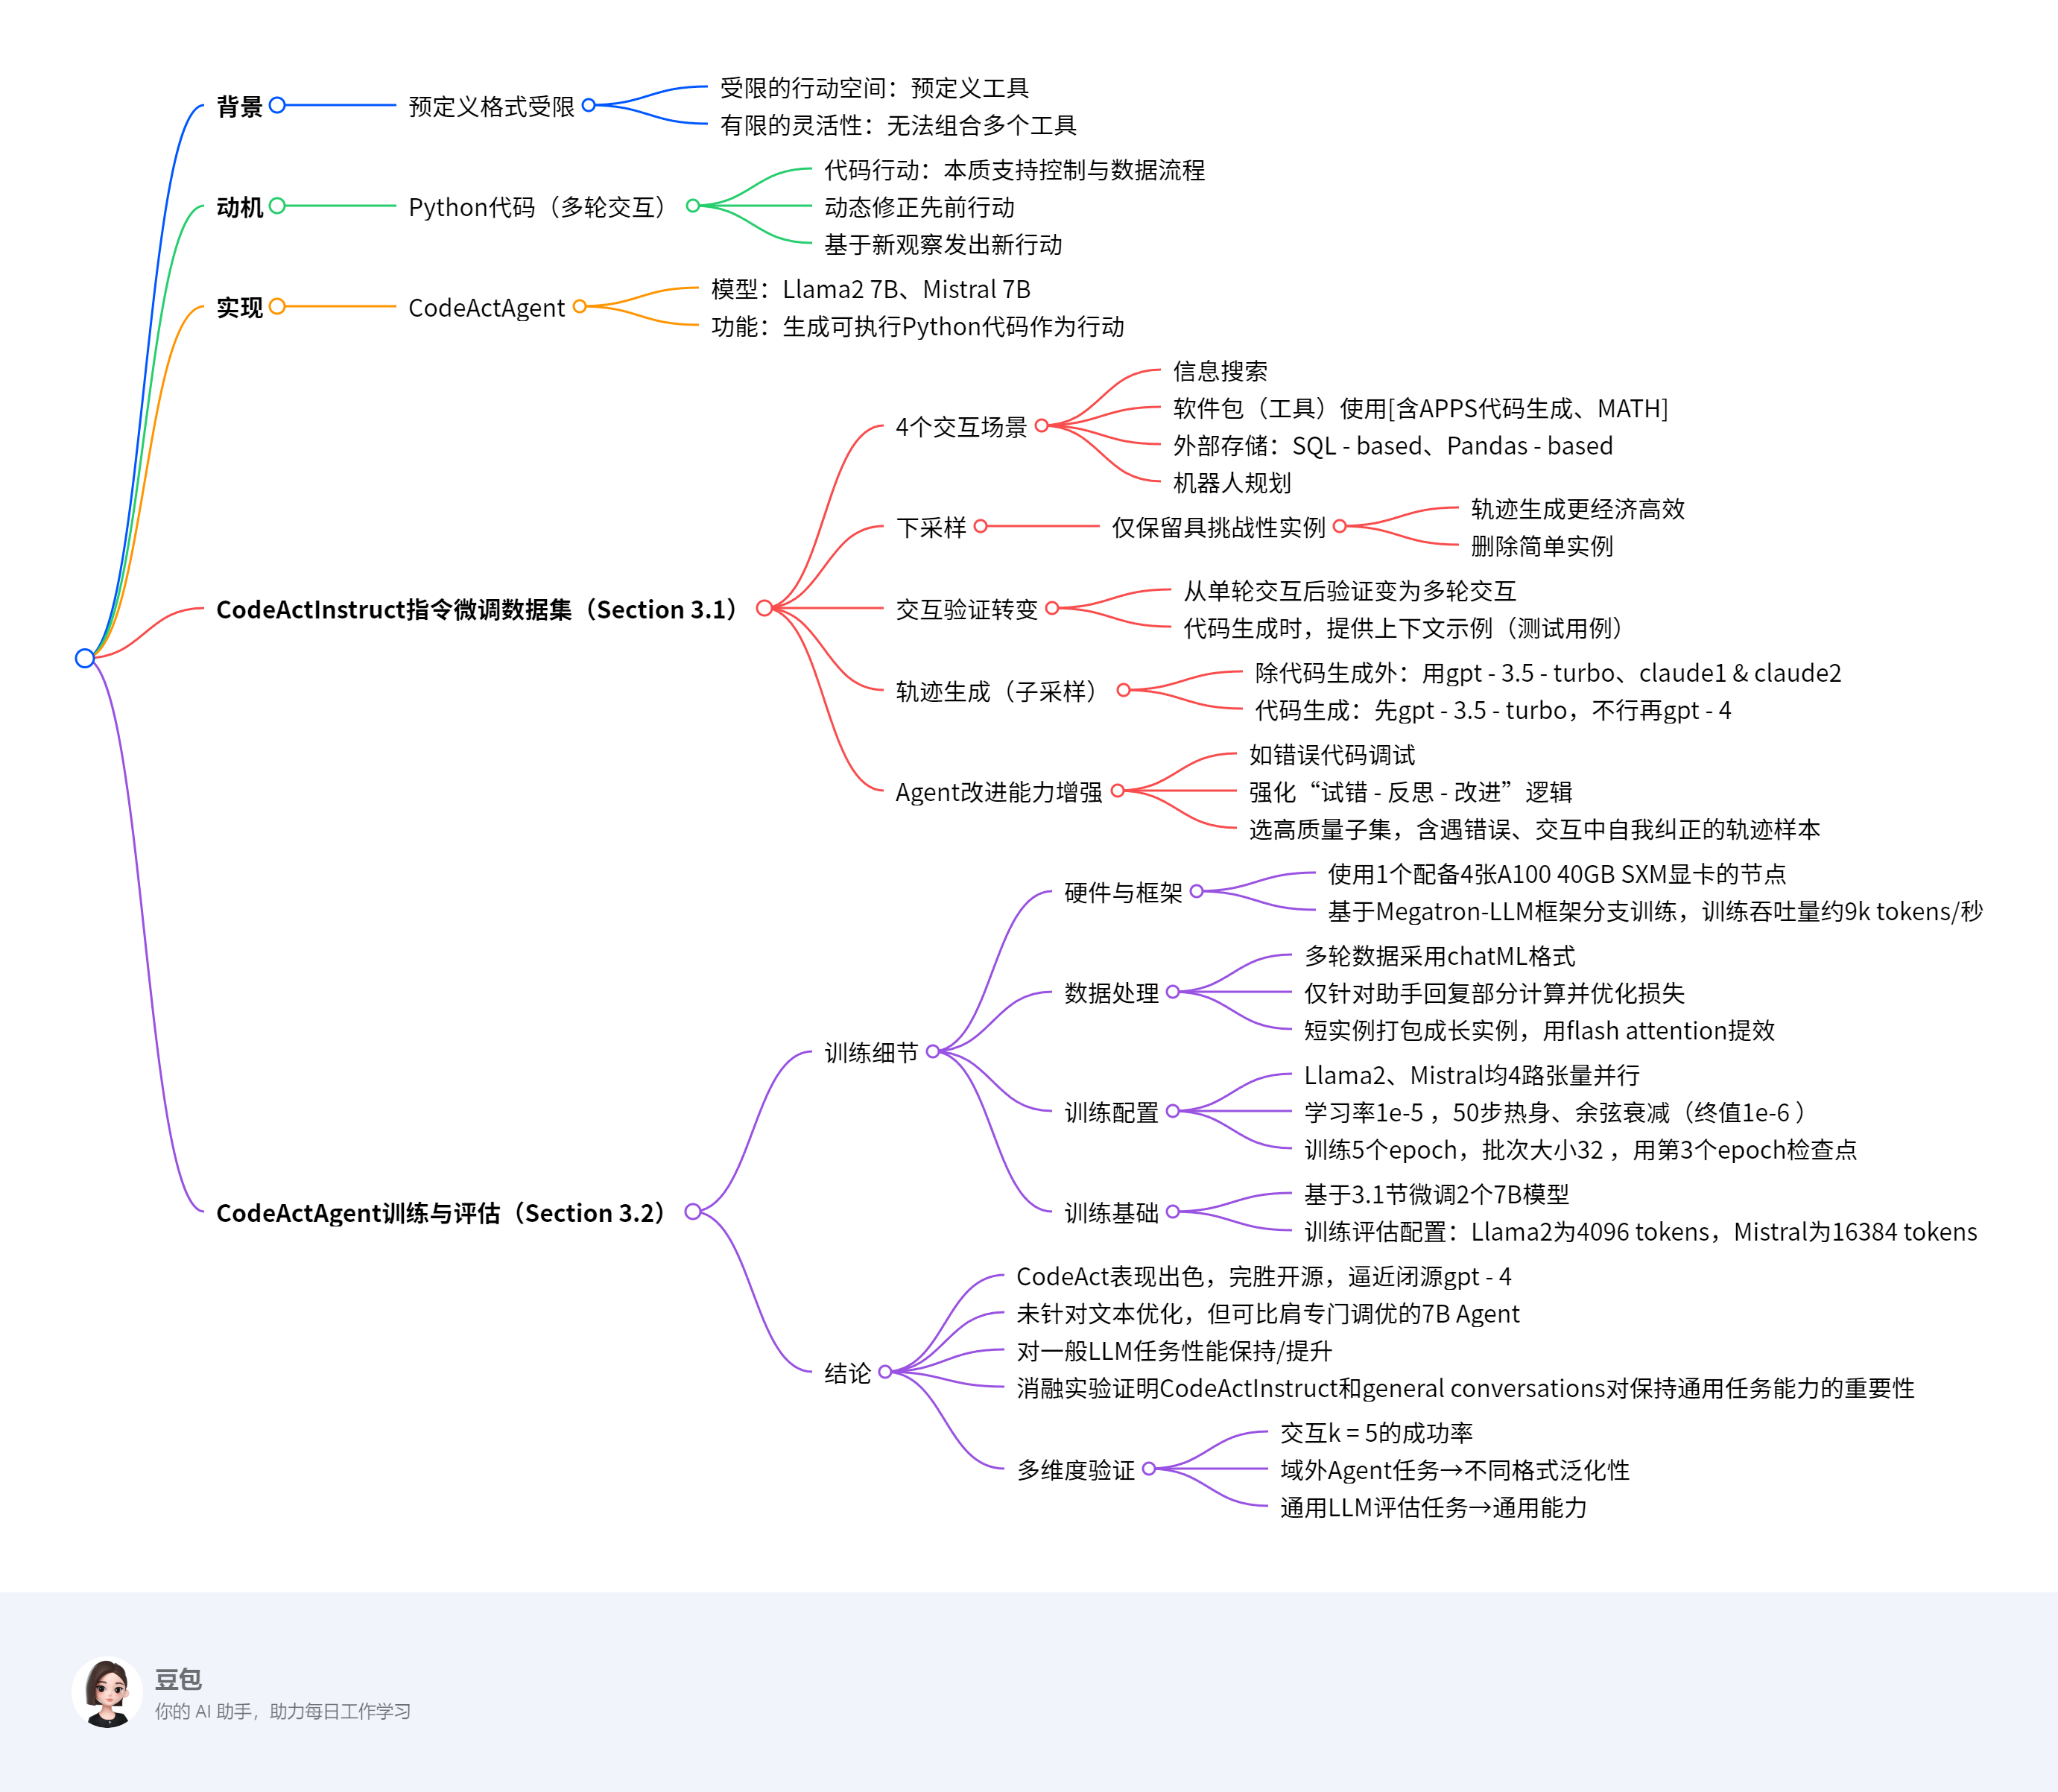 背景
预定义格式受限
受限的行动空间：预定义工具
有限的灵活性：无法组合多个工具
动机
Python代码（多轮交互）
代码行动：本质支持控制与数据流程
动态修正先前行动
基于新观察发出新行动
实现
CodeActAgent
模型：Llama2 7B、Mistral 7B
功能：生成可执行Python代码作为行动
CodeActInstruct指令微调数据集（Section 3.1）
4个交互场景
信息搜索
软件包（工具）使用[含APPS代码生成、MATH]
外部存储：SQL - based、Pandas - based
机器人规划
下采样
仅保留具挑战性实例
轨迹生成更经济高效
删除简单实例
交互验证转变
从单轮交互后验证变为多轮交互
代码生成时，提供上下文示例（测试用例）
轨迹生成（子采样）
除代码生成外：用gpt - 3.5 - turbo、claude1 & claude2
代码生成：先gpt - 3.5 - turbo，不行再gpt - 4
Agent改进能力增强
如错误代码调试
强化“试错 - 反思 - 改进”逻辑
选高质量子集，含遇错误、交互中自我纠正的轨迹样本
CodeActAgent训练与评估（Section 3.2）
训练细节
硬件与框架
使用1个配备4张A100 40GB SXM显卡的节点
基于Megatron-LLM框架分支训练，训练吞吐量约9k tokens/秒
数据处理
多轮数据采用chatML格式
仅针对助手回复部分计算并优化损失
短实例打包成长实例，用flash attention提效
训练配置
Llama2、Mistral均4路张量并行
学习率1e-5 ，50步热身、余弦衰减（终值1e-6 ）
训练5个epoch，批次大小32 ，用第3个epoch检查点
训练基础
基于3.1节微调2个7B模型
训练评估配置：Llama2为4096 tokens，Mistral为16384 tokens
结论
CodeAct表现出色，完胜开源，逼近闭源gpt - 4
未针对文本优化，但可比肩专门调优的7B Agent
对一般LLM任务性能保持/提升
消融实验证明CodeActInstruct和general conversations对保持通用任务能力的重要性
多维度验证
交互k = 5的成功率
域外Agent任务→不同格式泛化性
通用LLM评估任务→通用能力
豆包
你的 AI 助手，助力每日工作学习